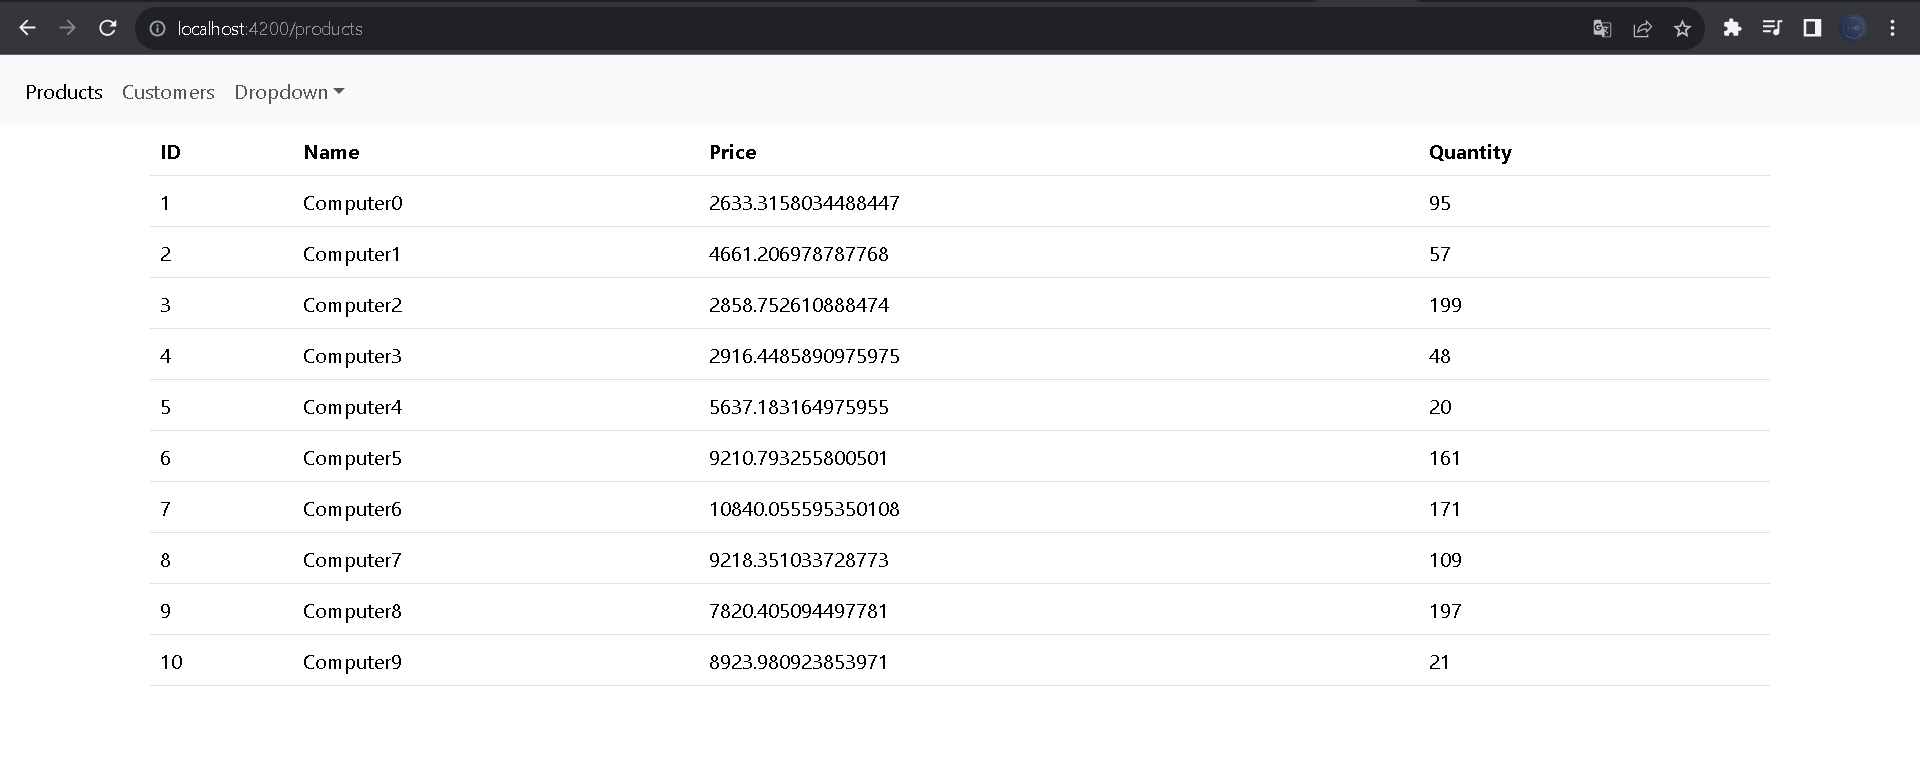 localhost:4200/products
Products Customers Dropdown
ID Name Price Quantity
1 Computer0 2633.3158034488447 95
2 Computer1 4661.206978787768 57
3 Computer2 2858.752610888474 199
4 Computer3 2916.4485890975975 48
5 Computer4 5637.183164975955 20
6 Computer5 9210.793255800501 161
7 Computer6 10840.055595350108 171
8 Computer7 9218.351033728773 109
9 Computer8 7820.405094497781 197
10 Computer9 8923.980923853971 21